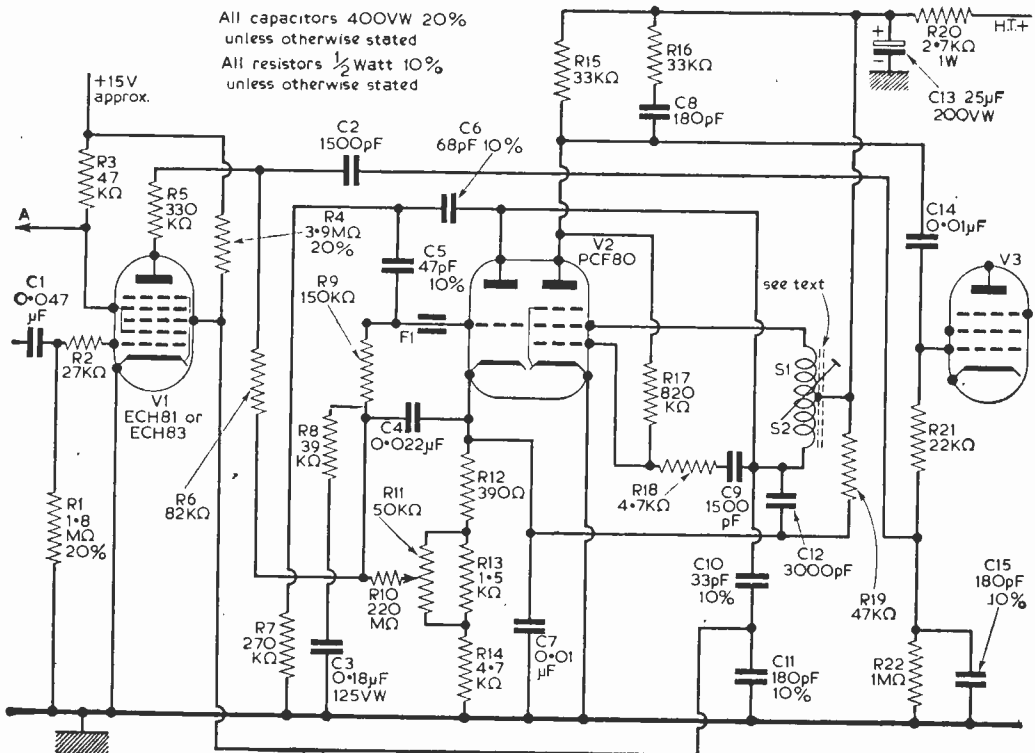 All capacitors 400VW 20%
unless otherwise stated
All resistors ½ Watt 10%
unless otherwise stated
+15V
approx.
R3
47
KΩ
A
C1
0·047
µF
R2
27KΩ
R1
1·8
MΩ
20%
V1
ECH81 or
ECH83
R5
330
KΩ
R4
3·9MΩ
20%
R6
82KΩ
C2
1500pF
C6
68pF 10%
C5
47pF
10%
R9
150KΩ
F1
R8
39
KΩ
C4
0·022µF
R7
270
KΩ
C3
0·18µF
125VW
R10
220
MΩ
R11
50KΩ
R12
390Ω
R13
1·5
KΩ
R14
4·7
KΩ
C7
0·01
µF
V2
PCF80
R15
33KΩ
R16
33KΩ
C8
180pF
R17
820
KΩ
R18
4·7KΩ
C9
1500
pF
see text
S1
S2
C12
3000pF
C10
33pF
10%
C11
180pF
10%
R19
47KΩ
R20
2·7KΩ
1W
H.T.+
+
−
C13 25µF
200VW
C14
0·01µF
V3
R21
22KΩ
R22
1MΩ
C15
180pF
10%